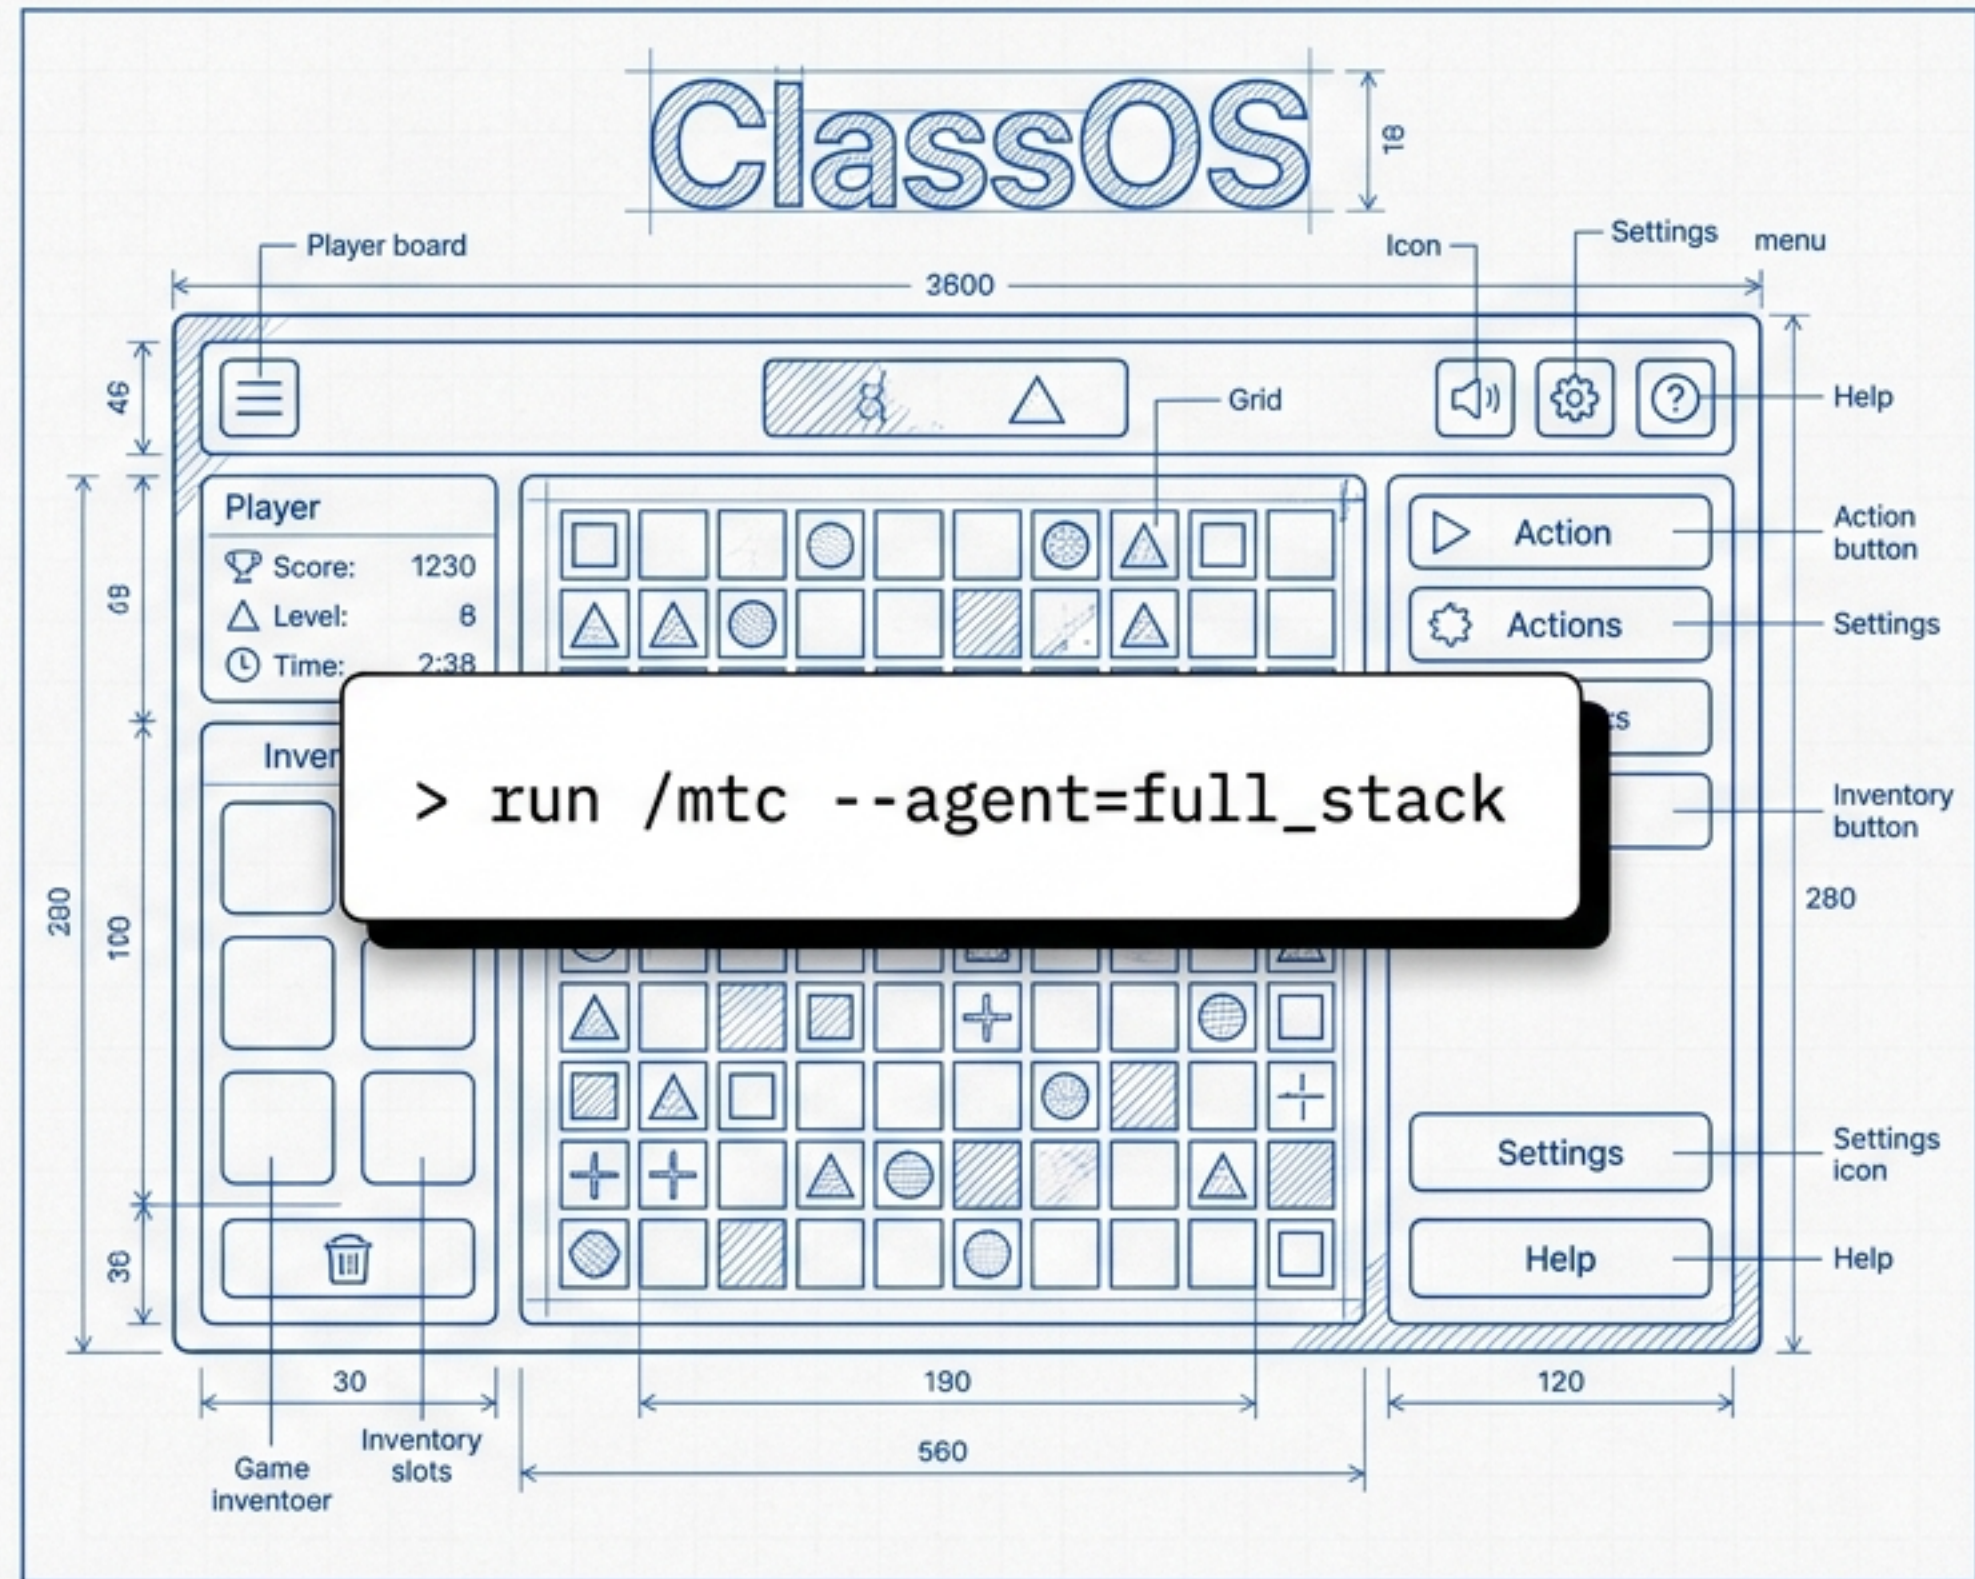 ClassOS
18
Player board
Icon
Settings menu
3600
46
Grid
Help
Player
Score: 1230
Level: 6
Time: 2:38
Action
Action
button
Actions
Settings
> run /mtc --agent=full_stack
Inventory
button
280
280
100
Settings
Settings
icon
Help
Help
30
190
120
560
Inventory
slots
Game
inventoer